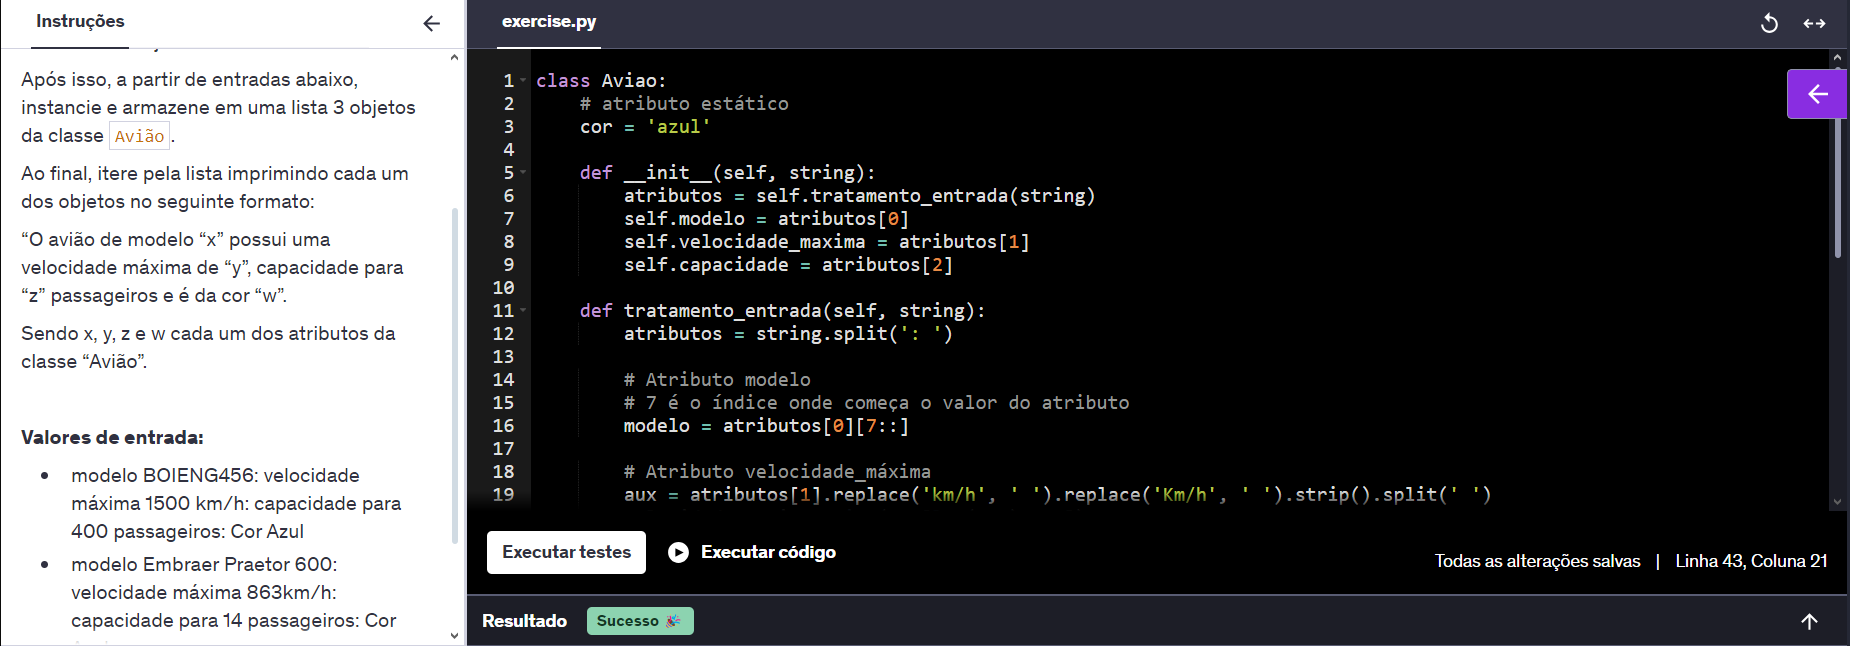 Instruções
Após isso, a partir de entradas abaixo,
instancie e armazene em uma lista 3 objetos
da classe Avião.
Ao final, itere pela lista imprimindo cada um
dos objetos no seguinte formato:
“O avião de modelo “x” possui uma
velocidade máxima de “y”, capacidade para
“z” passageiros e é da cor “w”.
Sendo x, y, z e w cada um dos atributos da
classe “Avião”.
Valores de entrada:
modelo BOIENG456: velocidade
máxima 1500 km/h: capacidade para
400 passageiros: Cor Azul
modelo Embraer Praetor 600:
velocidade máxima 863km/h:
capacidade para 14 passageiros: Cor
exercise.py
1 class Aviao:
2 # atributo estático
3 cor = 'azul'
4
5 def __init__(self, string):
6 atributos = self.tratamento_entrada(string)
7 self.modelo = atributos[0]
8 self.velocidade_maxima = atributos[1]
9 self.capacidade = atributos[2]
10
11 def tratamento_entrada(self, string):
12 atributos = string.split(': ')
13
14 # Atributo modelo
15 # 7 é o índice onde começa o valor do atributo
16 modelo = atributos[0][7::]
17
18 # Atributo velocidade_máxima
19 aux = atributos[1].replace('km/h', ' ').replace('Km/h', ' ').strip().split(' ')
Executar testes
Executar código
Todas as alterações salvas | Linha 43, Coluna 21
Resultado
Sucesso